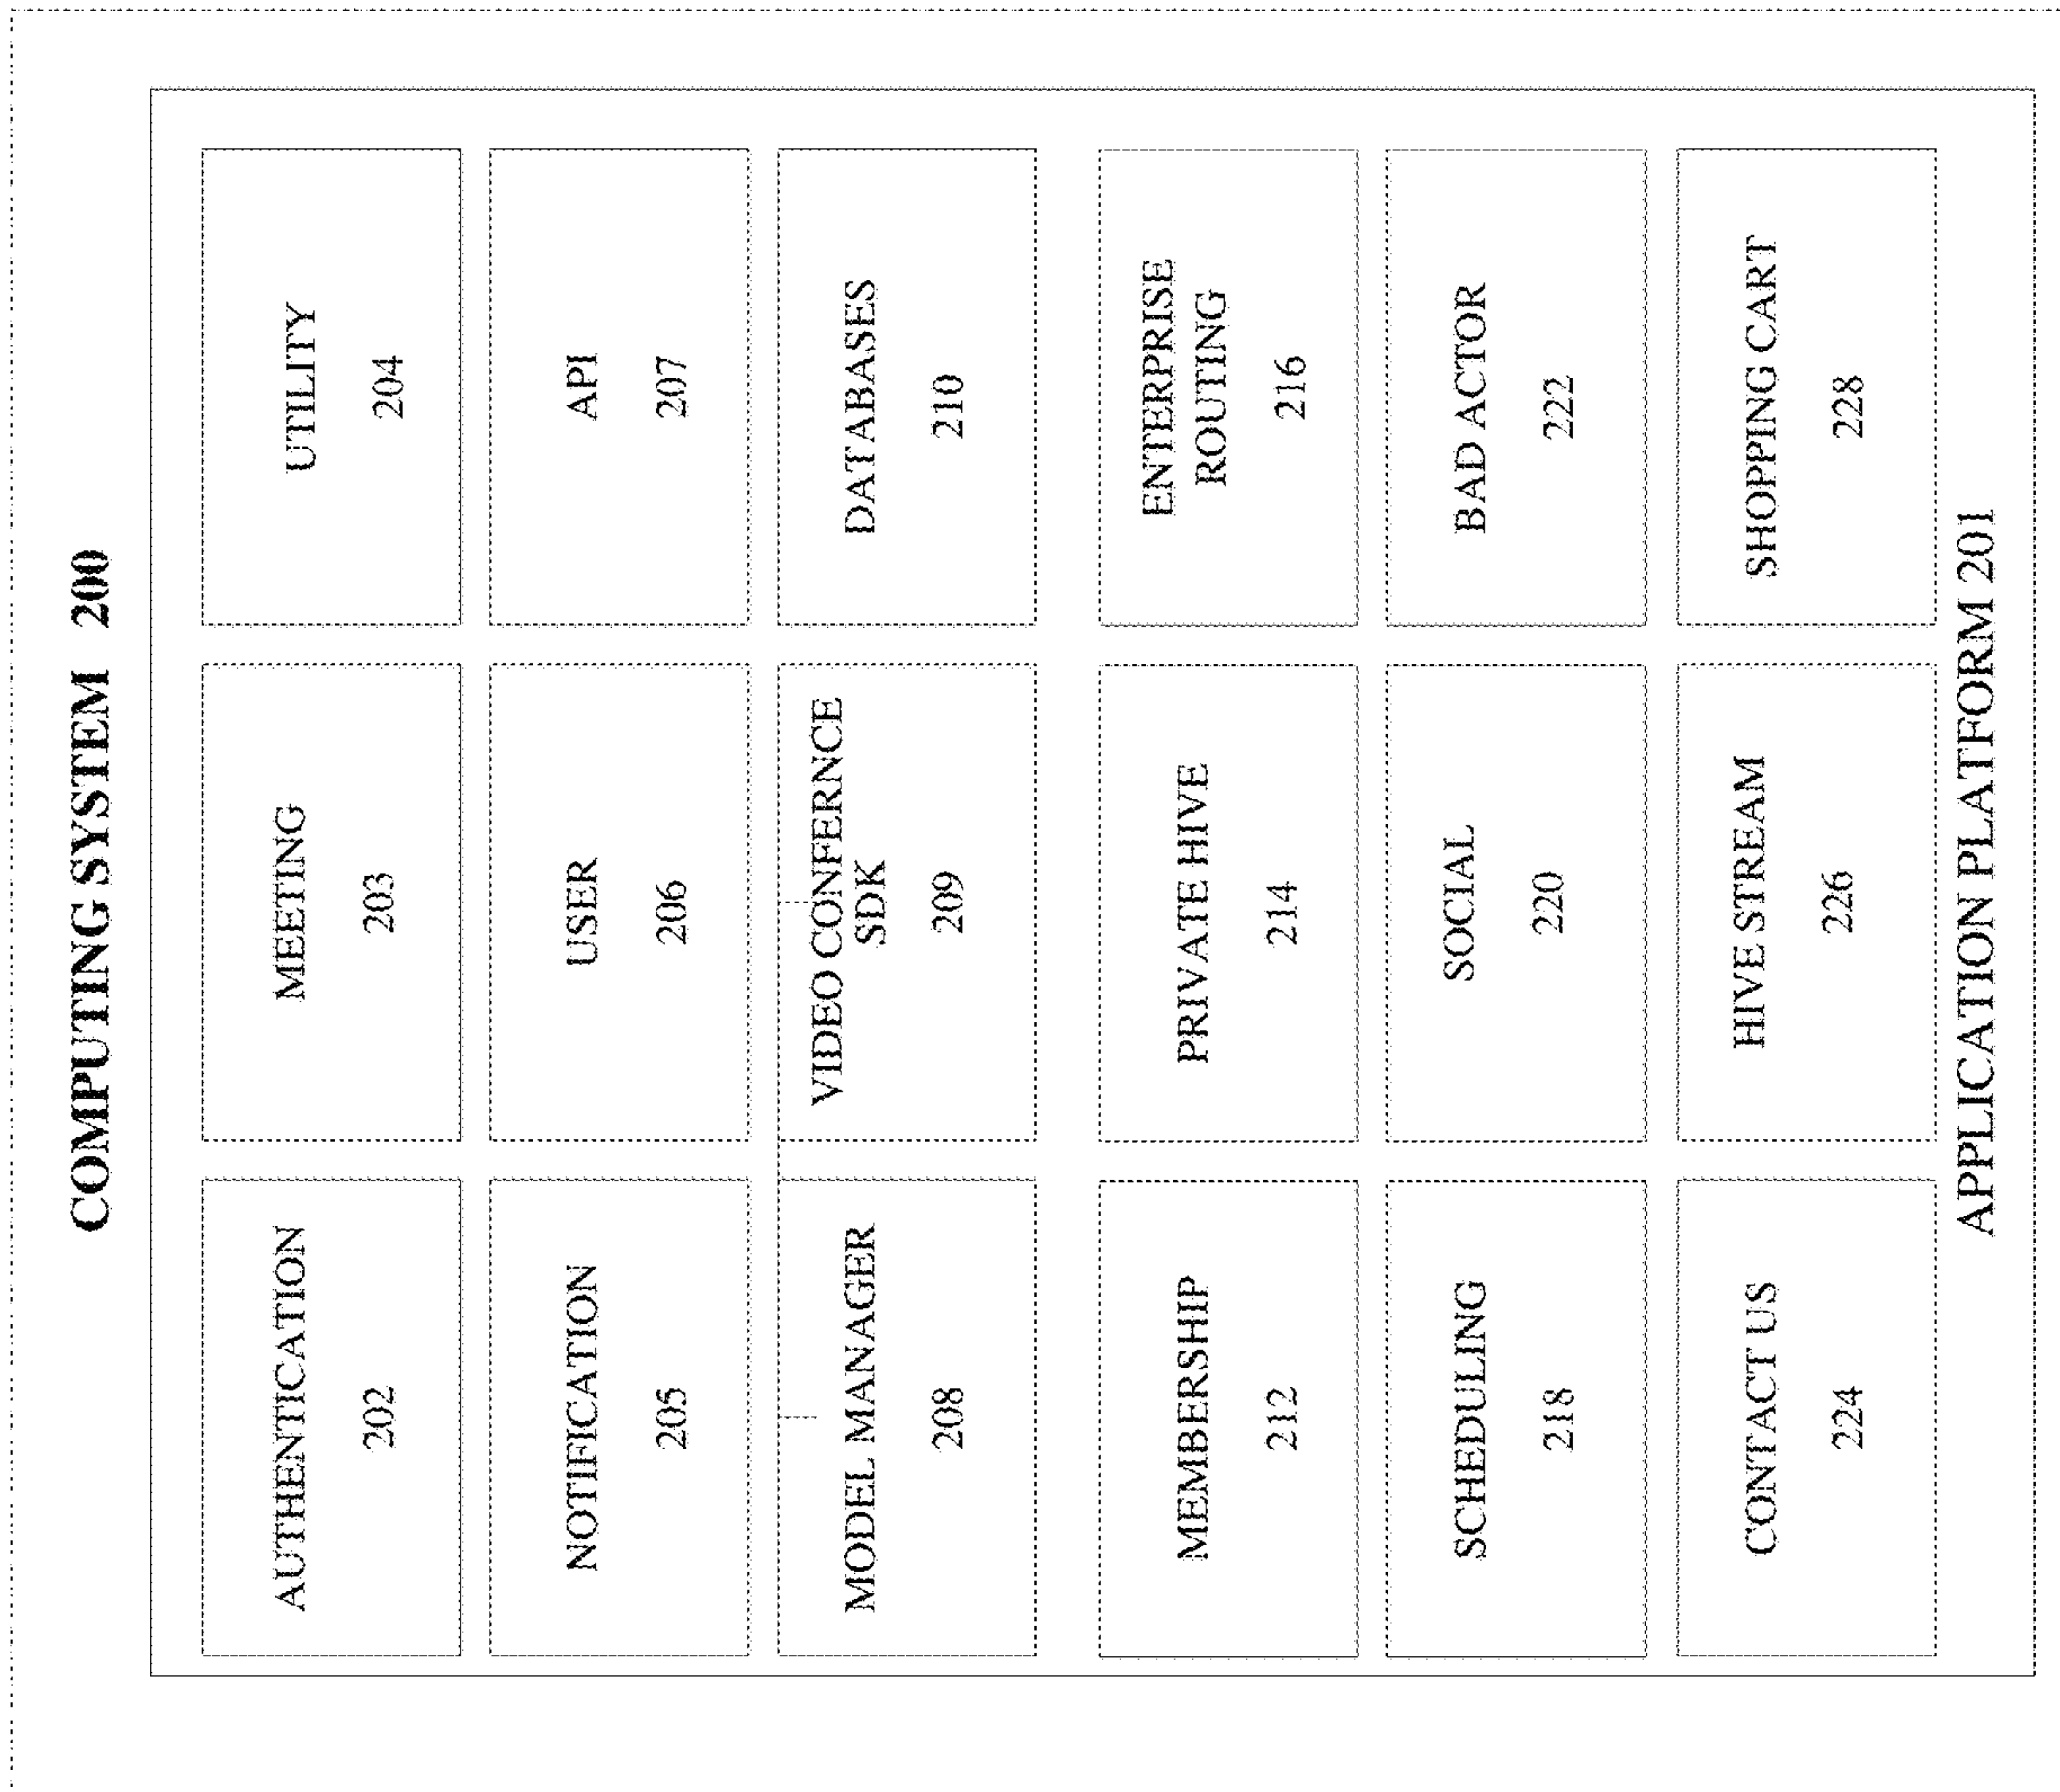 COMPUTING SYSTEM 200
AUTHENTICATION
202
MEETING
203
UTILITY
204
NOTIFICATION
205
USER
206
API
207
MODEL MANAGER
208
VIDEO CONFERNCE
SDK
209
DATABASES
210
MEMBERSHIP
212
PRIVATE HIVE
214
ENTERPRISE
ROUTING
216
SCHEDULING
218
SOCIAL
220
BAD ACTOR
222
CONTACT US
224
HIVE STREAM
226
SHOPPING CART
228
APPLICATION PLATFORM 201